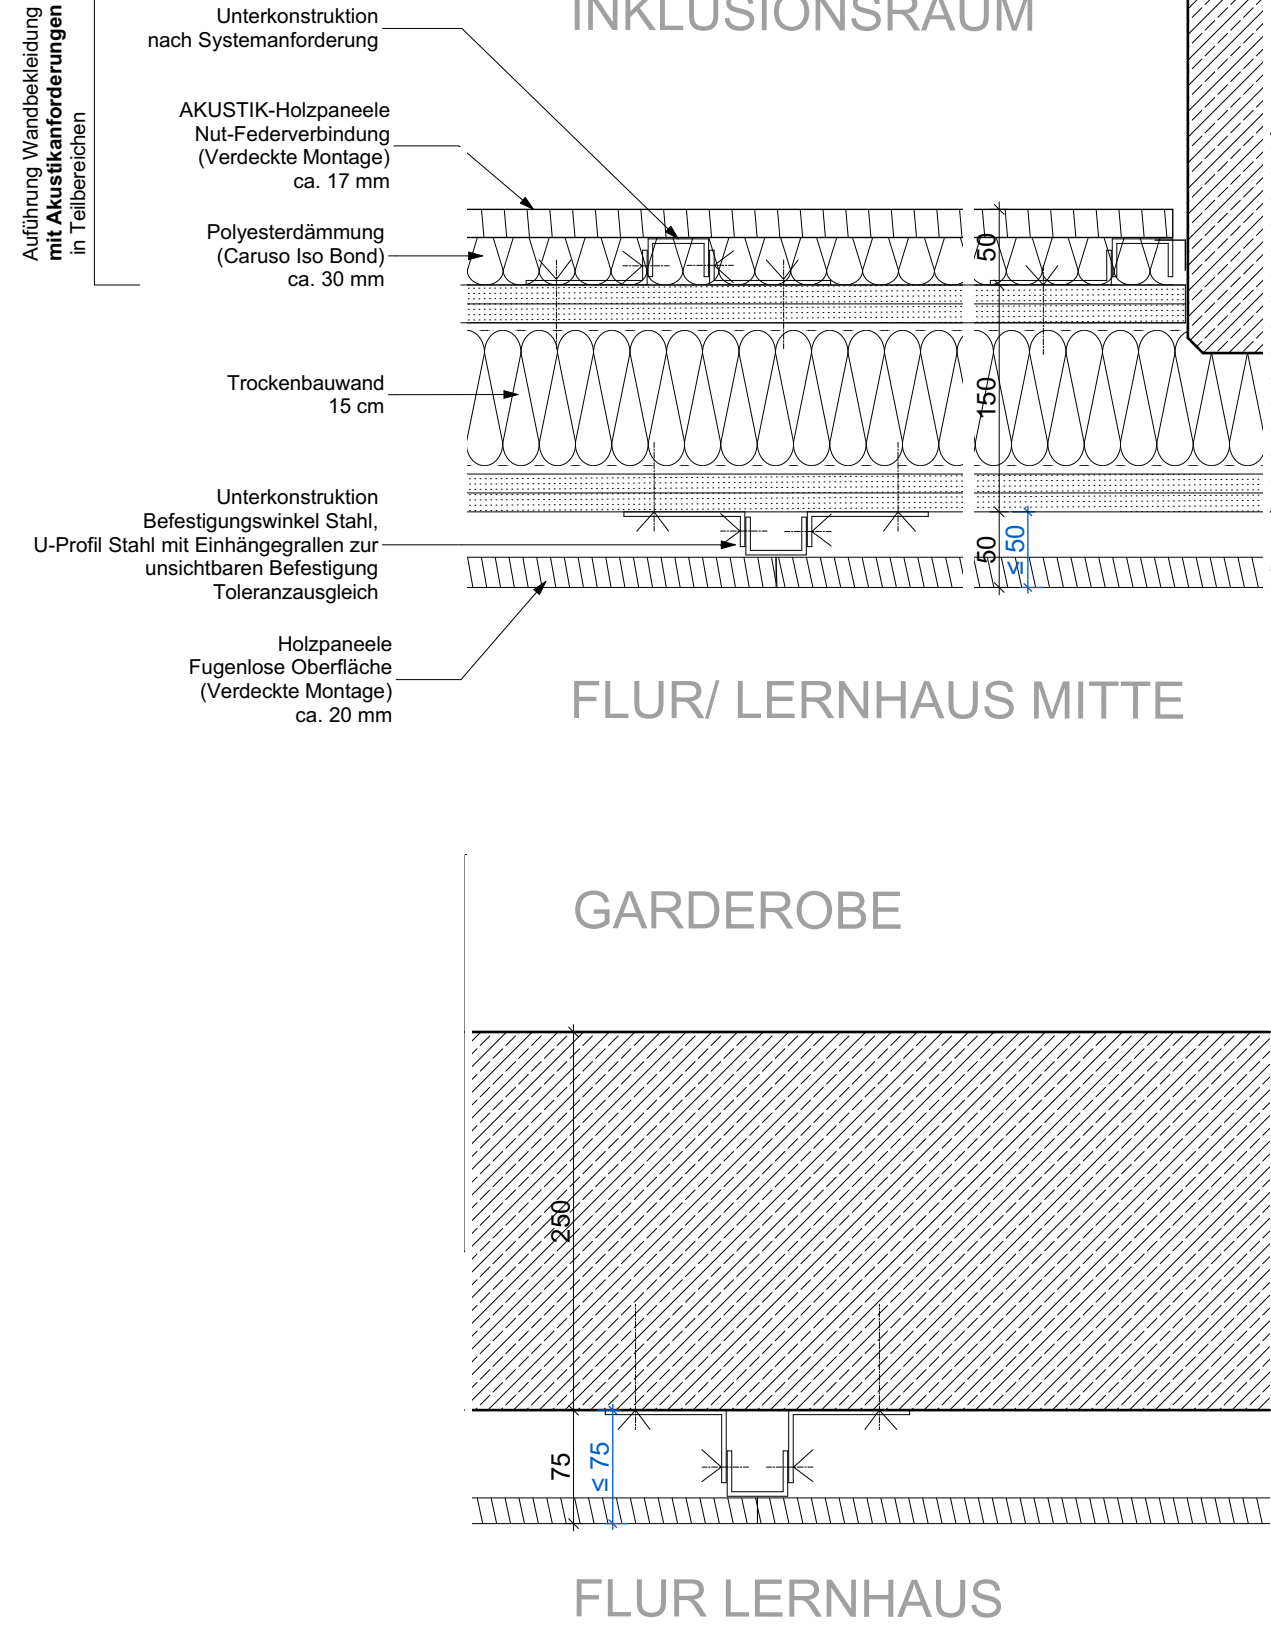 INKLUSIONSRAUM
Auführung Wandbekleidung
mit Akustikanforderungen
in Teilbereichen
Unterkonstruktion
nach Systemanforderung
AKUSTIK-Holzpaneele
Nut-Federverbindung
(Verdeckte Montage)
ca. 17 mm
Polyesterdämmung
(Caruso Iso Bond)
ca. 30 mm
50
Trockenbauwand
15 cm
150
Unterkonstruktion
Befestigungswinkel Stahl,
U-Profil Stahl mit Einhängegrallen zur
unsichtbaren Befestigung
Toleranzausgleich
50
≤ 50
Holzpaneele
Fugenlose Oberfläche
(Verdeckte Montage)
ca. 20 mm
FLUR/ LERNHAUS MITTE
GARDEROBE
250
75
≤ 75
FLUR LERNHAUS